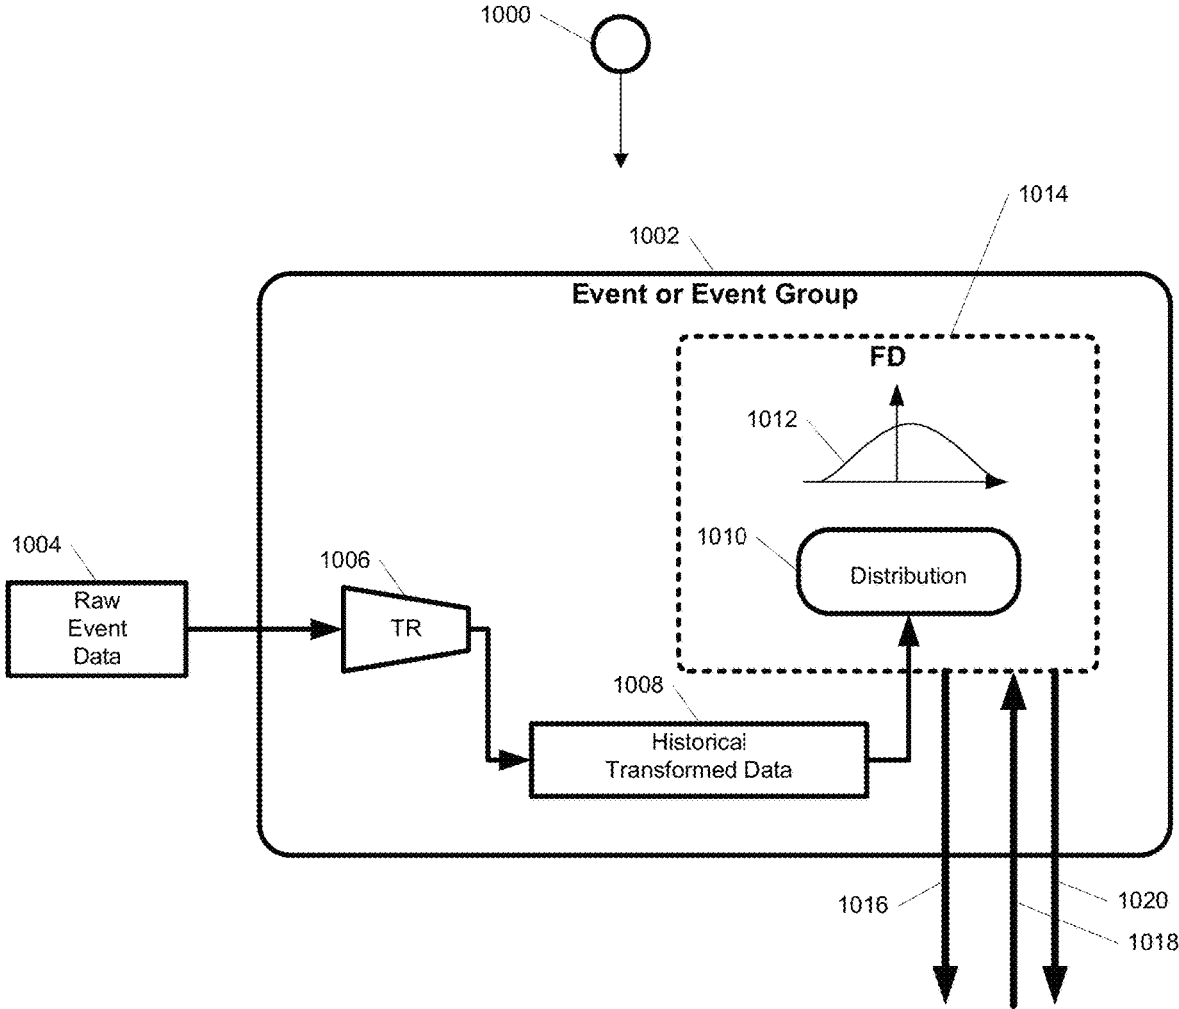 1000
1014
1002
Event or Event Group
FD
1012
1010
Distribution
1004
Raw
Event
Data
1006
TR
1008
Historical
Transformed Data
1016
1020
1018